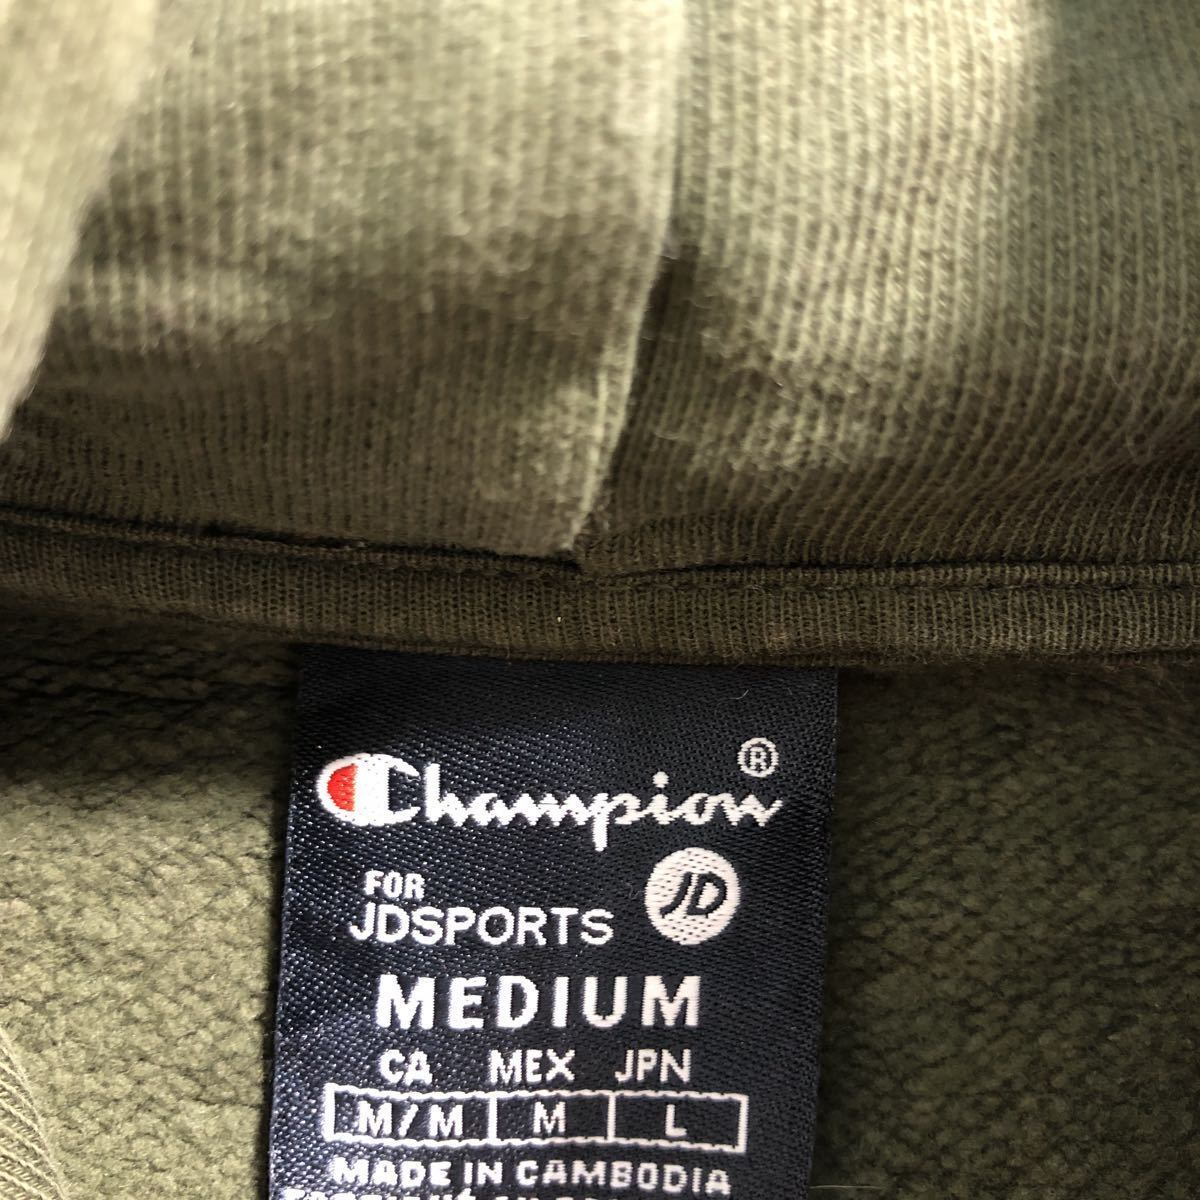 Champion®
FOR
JDSPORTS JD
MEDIUM
CA MEX JPN
M/M M L
MADE IN CAMBODIA